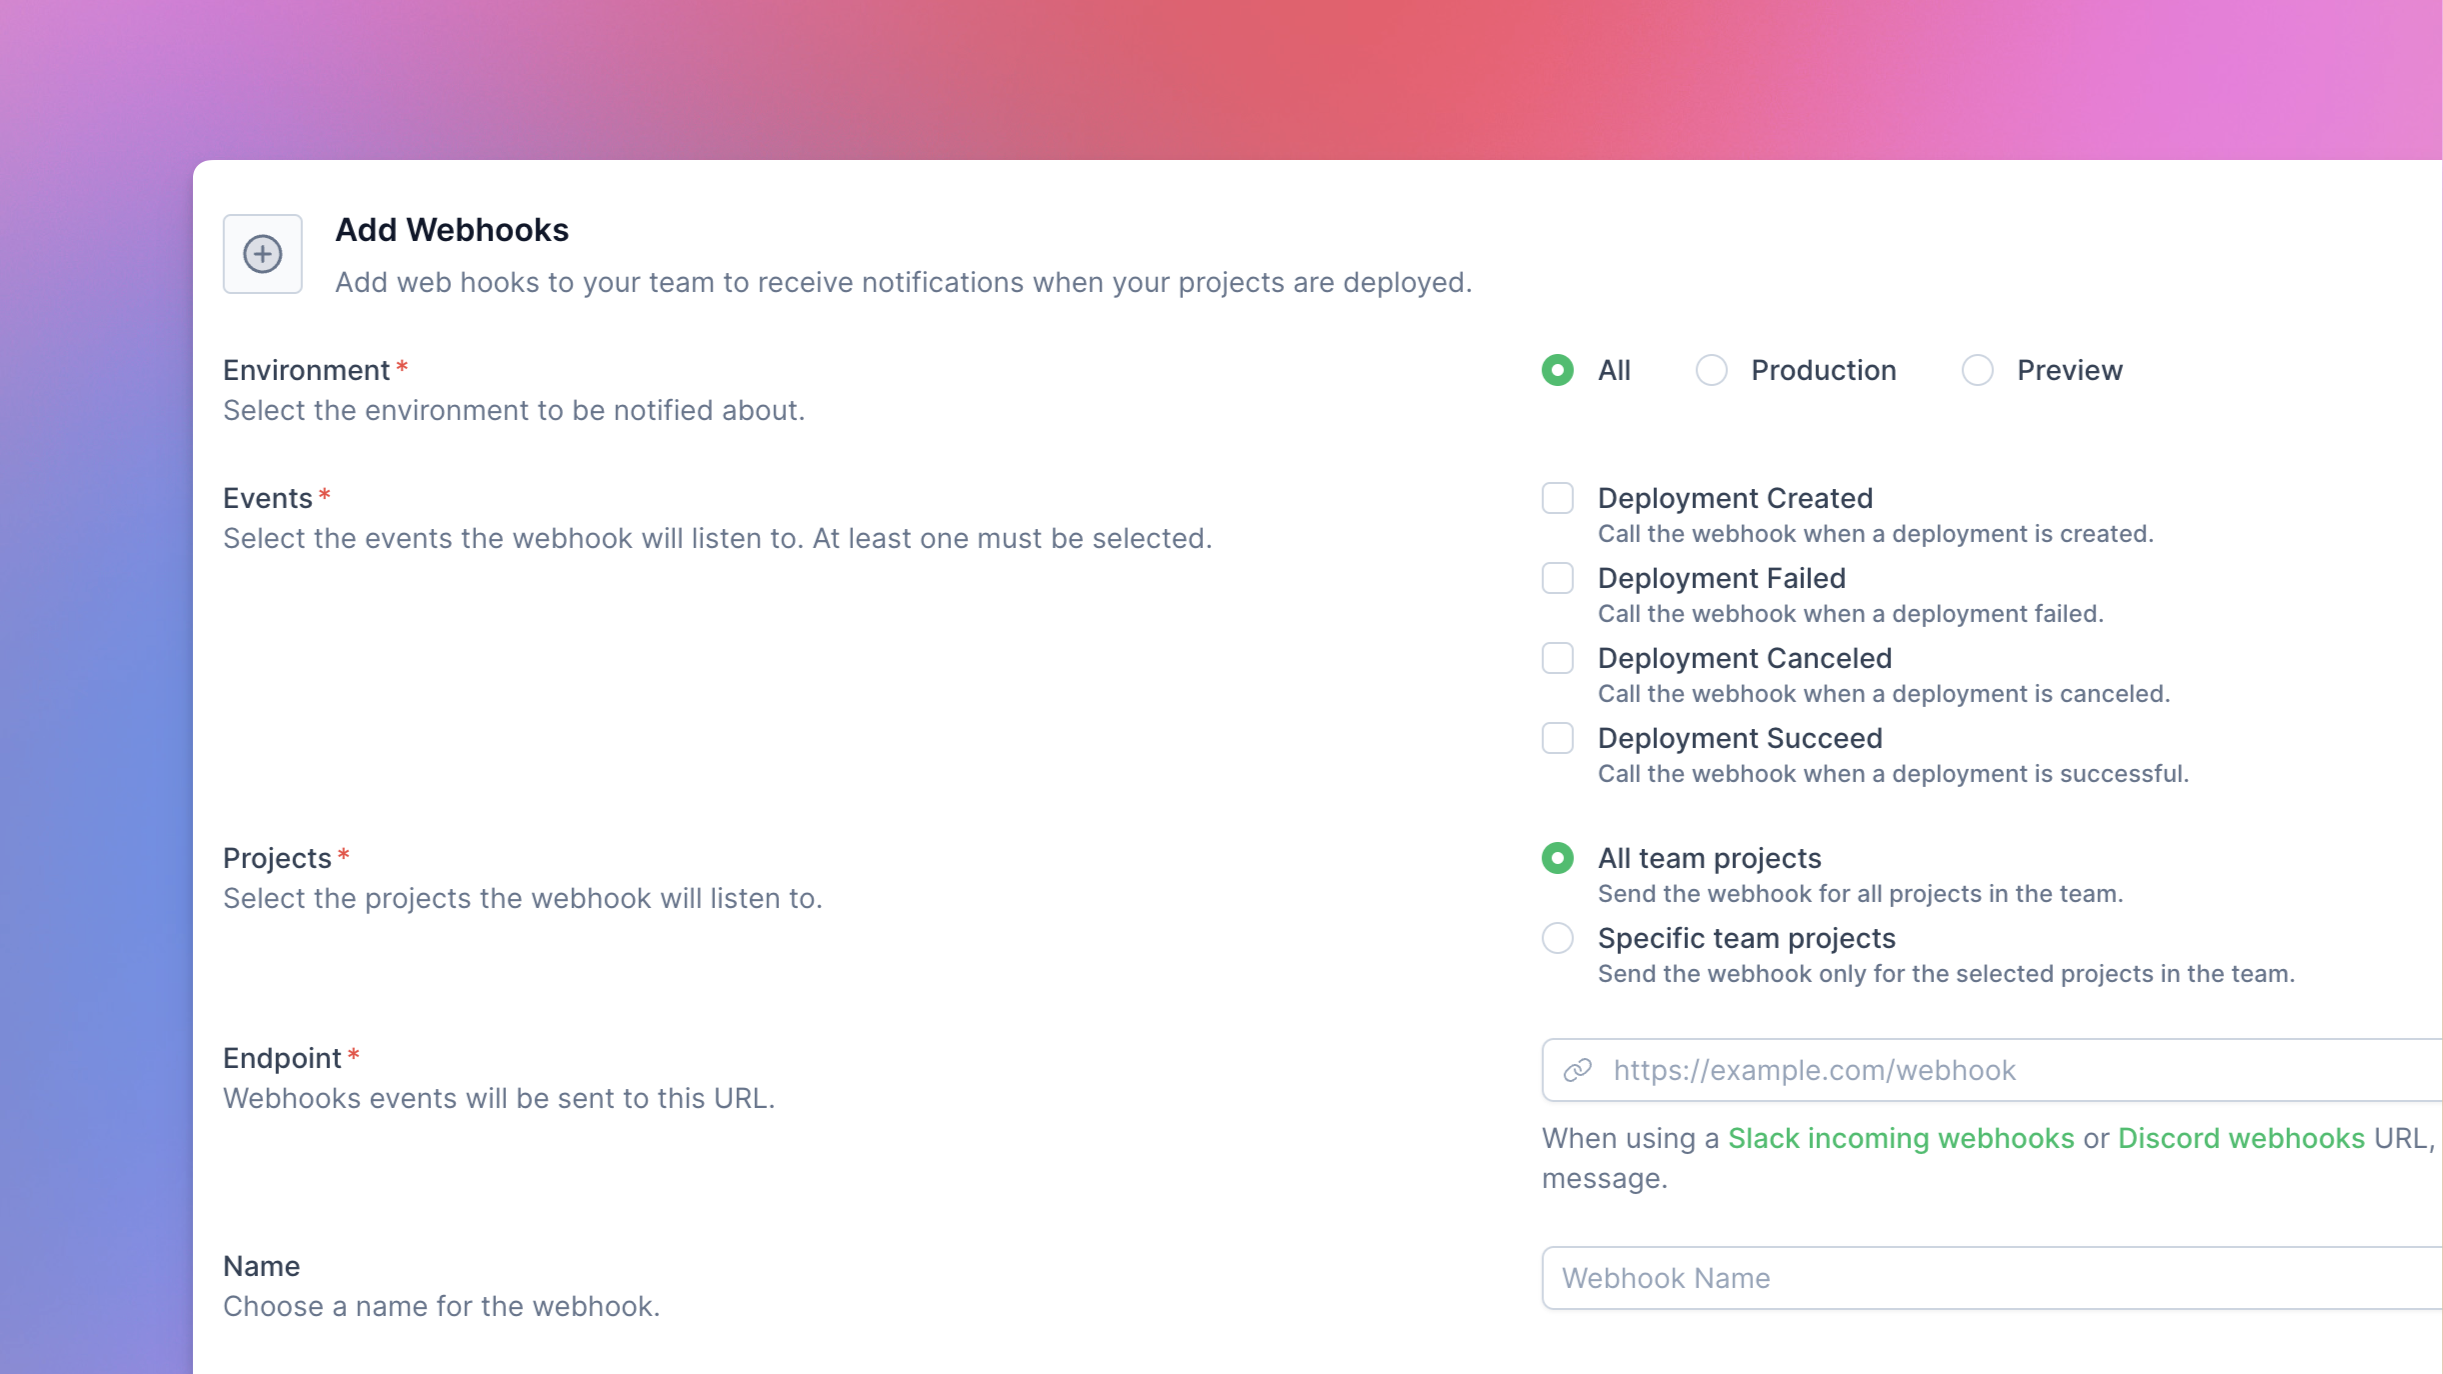 Add Webhooks
Add web hooks to your team to receive notifications when your projects are deployed.
Environment *
Select the environment to be notified about.
All
Production
Preview
Events *
Select the events the webhook will listen to. At least one must be selected.
Deployment Created
Call the webhook when a deployment is created.
Deployment Failed
Call the webhook when a deployment failed.
Deployment Canceled
Call the webhook when a deployment is canceled.
Deployment Succeed
Call the webhook when a deployment is successful.
Projects *
Select the projects the webhook will listen to.
All team projects
Send the webhook for all projects in the team.
Specific team projects
Send the webhook only for the selected projects in the team.
Endpoint *
Webhooks events will be sent to this URL.
https://example.com/webhook
When using a Slack incoming webhooks or Discord webhooks URL,
message.
Name
Choose a name for the webhook.
Webhook Name